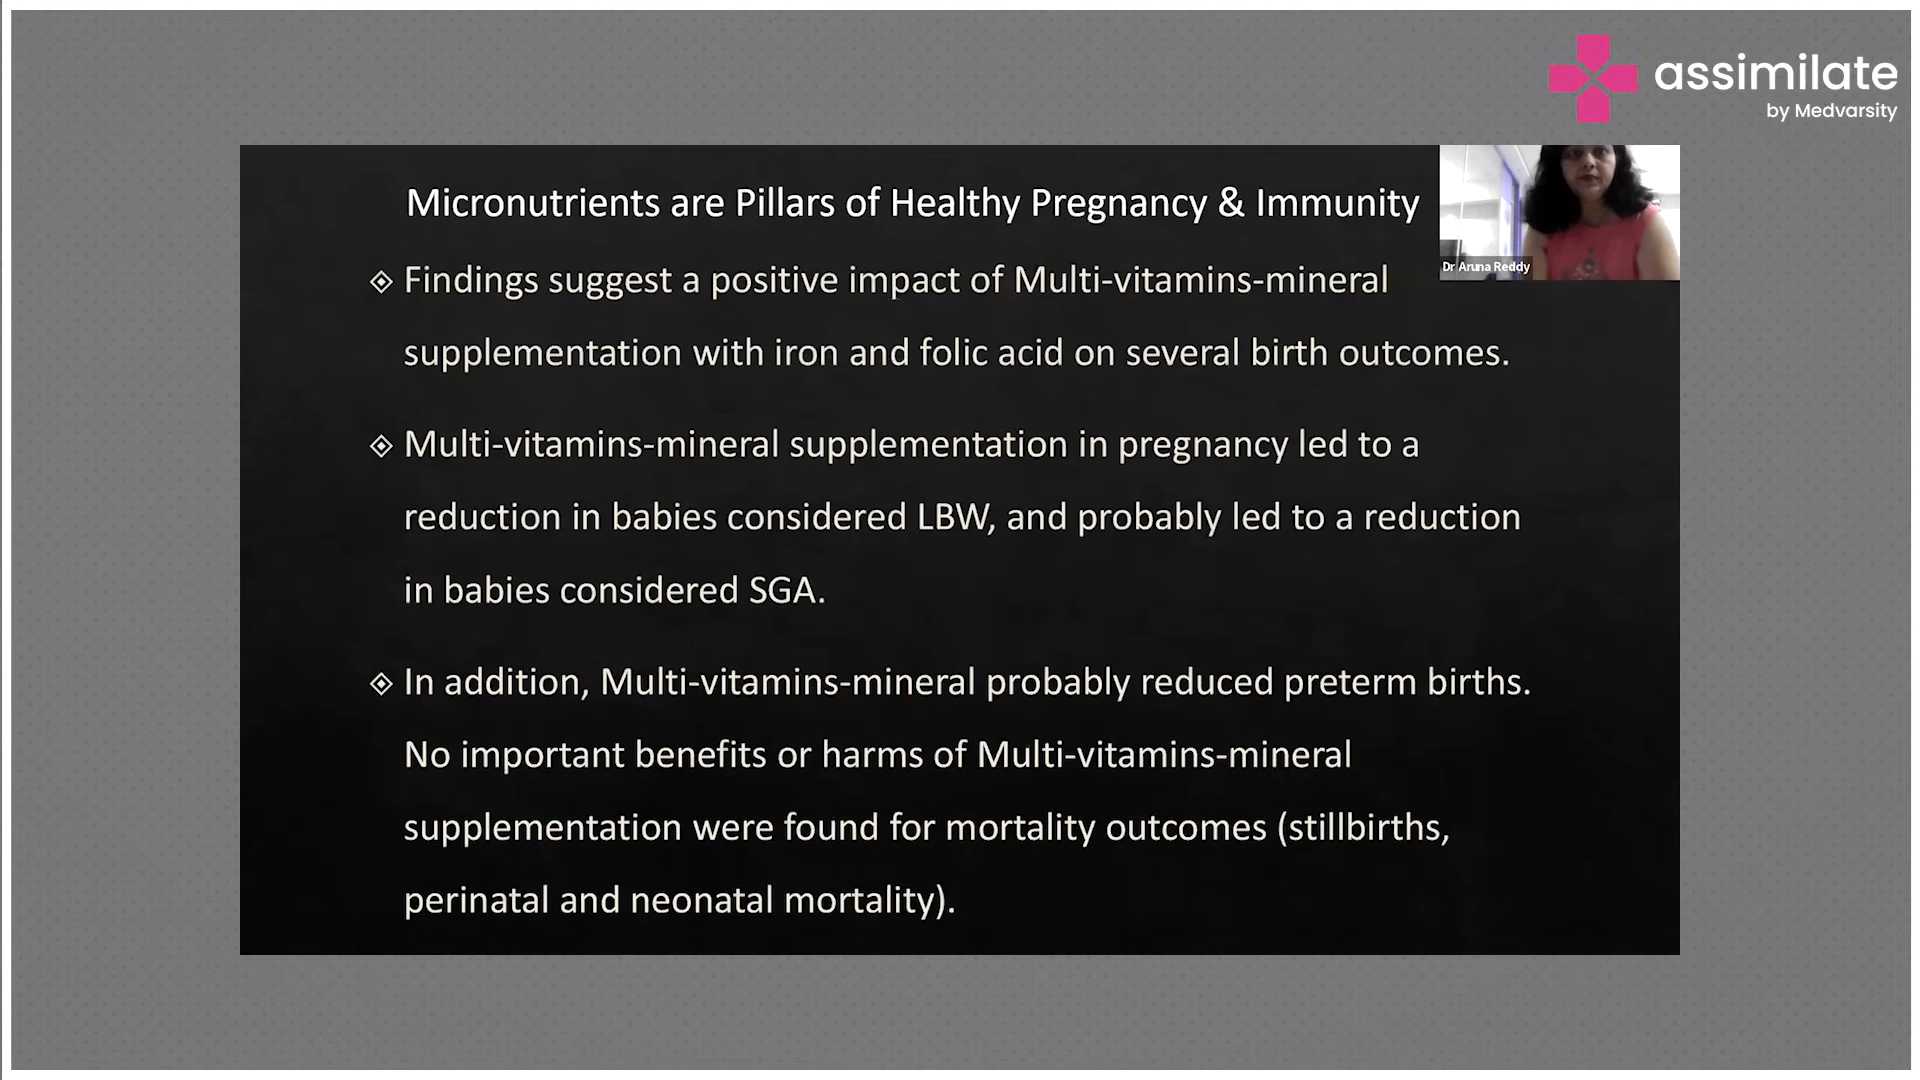 assimilate
by Medvarsity
Micronutrients are Pillars of Healthy Pregnancy & Immunity
Dr Aruna Reddy
Findings suggest a positive impact of Multi-vitamins-mineral
supplementation with iron and folic acid on several birth outcomes.
Multi-vitamins-mineral supplementation in pregnancy led to a
reduction in babies considered LBW, and probably led to a reduction
in babies considered SGA.
In addition, Multi-vitamins-mineral probably reduced preterm births.
No important benefits or harms of Multi-vitamins-mineral
supplementation were found for mortality outcomes (stillbirths,
perinatal and neonatal mortality).